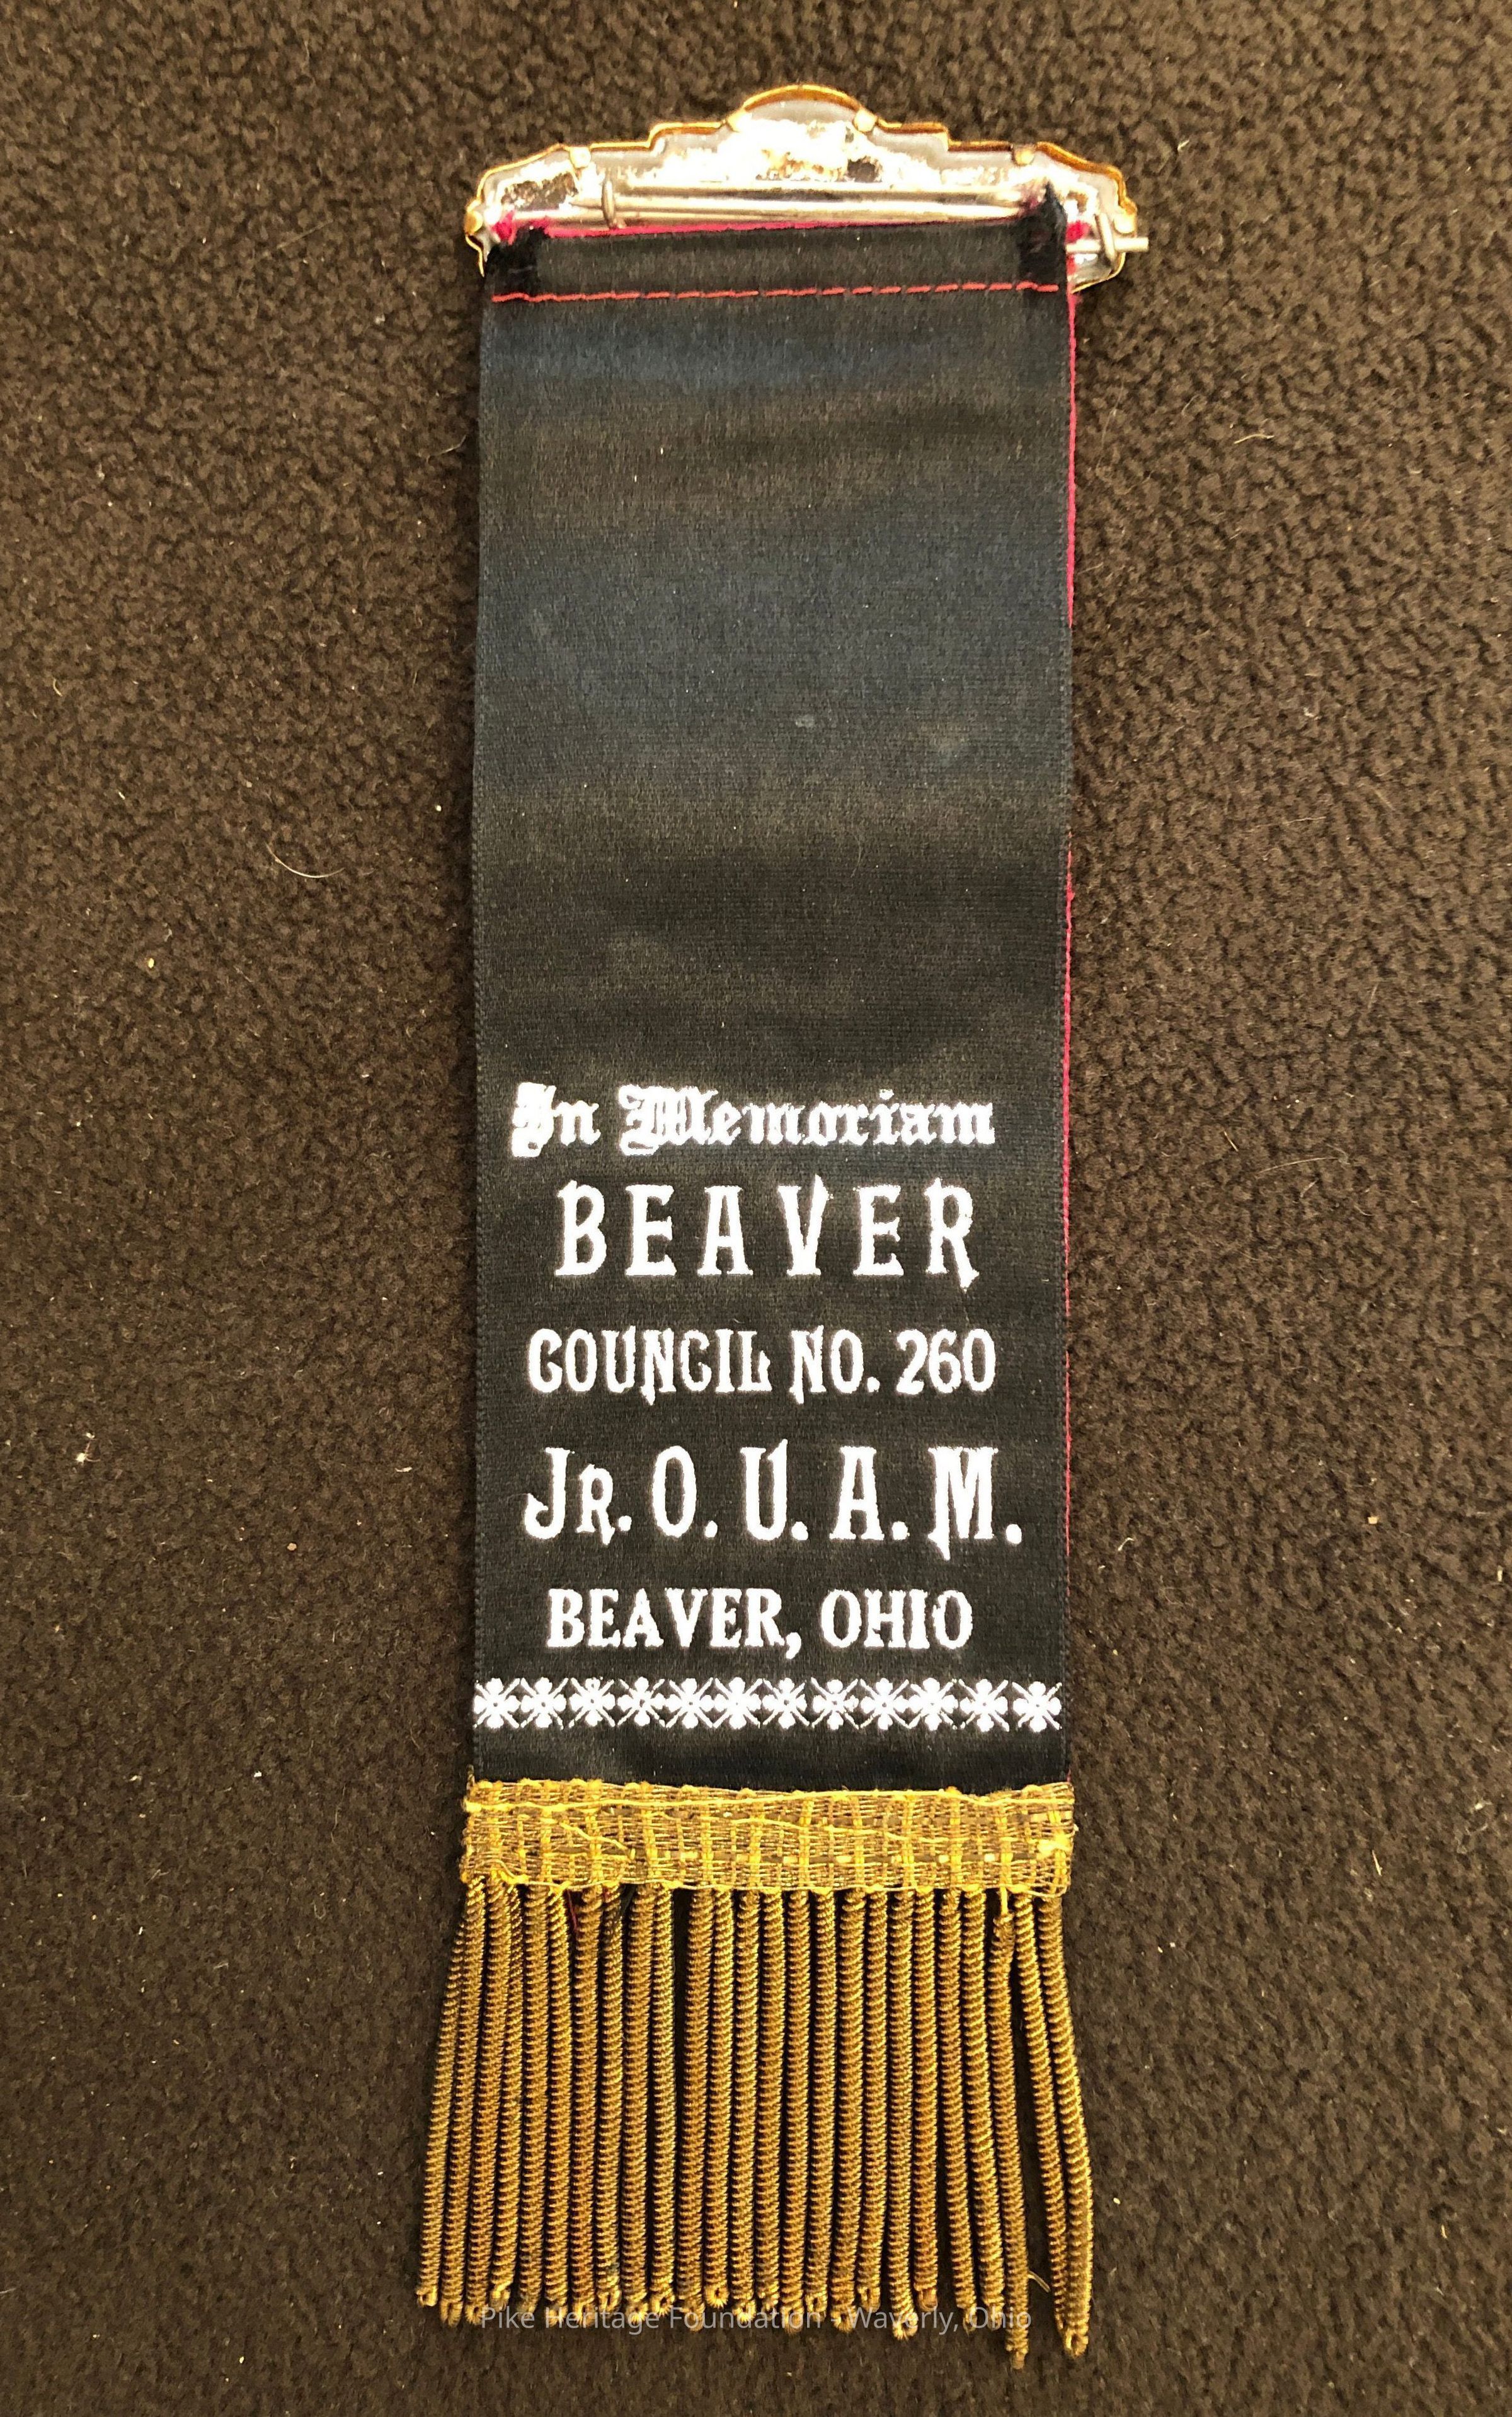 In Memoriam
BEAVER
COUNCIL NO. 260
JR. O. U. A. M.
BEAVER, OHIO
Pike Heritage Foundation - Waverly, Ohio